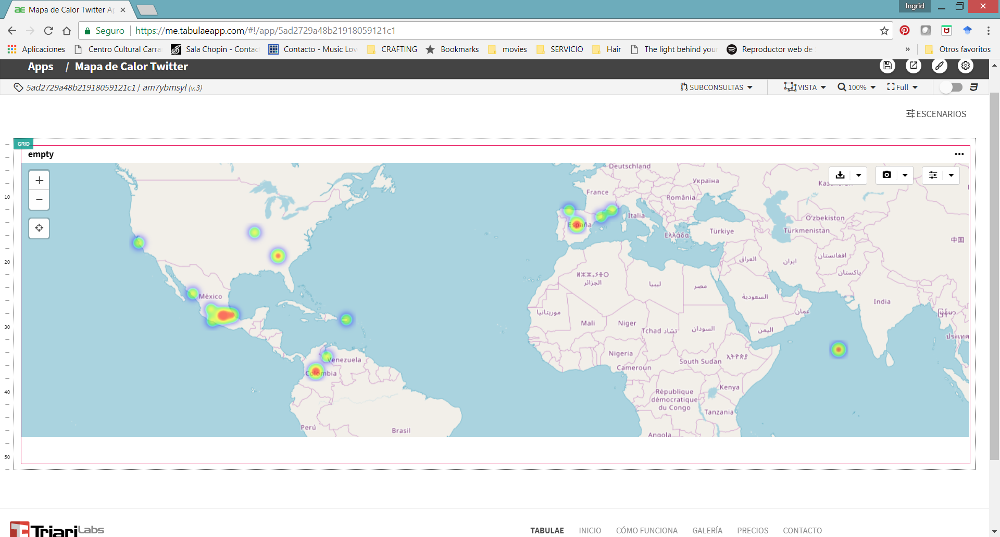 Mapa de Calor Twitter Ap
Ingrid
Seguro
https://me.tabulaeapp.com/#!/app/5ad2729a48b21918059121c1
Aplicaciones
Centro Cultural Carra
Sala Chopin - Contac
Contacto - Music Lov
CRAFTING
Bookmarks
movies
SERVICIO
Hair
The light behind your
Reproductor web de
»
Otros favoritos
Apps / Mapa de Calor Twitter
5ad2729a48b21918059121c1 | am7ybmsyl (v.3)
SUBCONSULTAS
VISTA
100%
Full
ESCENARIOS
GRID
empty
10
20
30
40
50
Deutschland
Україна
France
România
Italia
España
Ελλάδα
Türkiye
Oʻzbekiston
Türkmenistan
中国
افغانستان
العراق
ایران
پاکستان
ⵍⵣⵣⴰⵢⴻⵔ
الجزائر
ليبيا
مصر
السعودية
India
México
موريتانيا
Mali
Niger
Tchad تشاد
السودان
عمان
اليمن
Nigeria
South Sudan
ኢትዮጵያ
Cameroun
Venezuela
Colombia
République
démocratique
du Congo
Kenya
Tanzania
Perú
Brasil
Angola
TriariLabs
TABULAE
INICIO
CÓMO FUNCIONA
GALERÍA
PRECIOS
CONTACTO